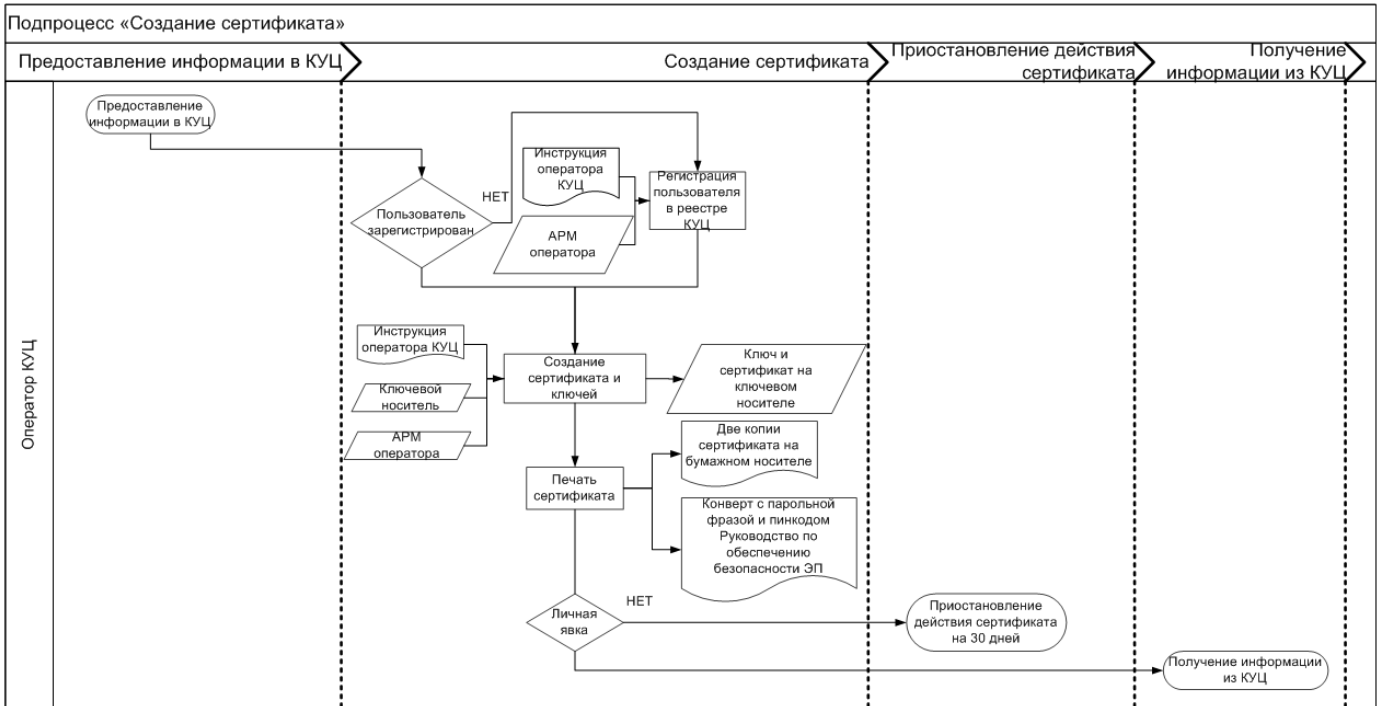 Подпроцесс «Создание сертификата»
Предоставление информации в КУЦ
Создание сертификата
Приостановление действия
сертификата
Получение
информации из КУЦ
Оператор КУЦ
Предоставление
информации в КУЦ
Пользователь
зарегистрирован
НЕТ
Инструкция
оператора
КУЦ
АРМ
оператора
Регистрация
пользователя
в реестре
КУЦ
Инструкция
оператора КУЦ
Ключевой
носитель
АРМ
оператора
Создание
сертификата и
ключей
Ключ и
сертификат на
ключевом
носителе
Печать
сертификата
Две копии
сертификата на
бумажном носителе
Конверт с парольной
фразой и пинкодом
Руководство по
обеспечению
безопасности ЭП
Личная
явка
НЕТ
Приостановление
действия сертификата
на 30 дней
Получение информации
из КУЦ